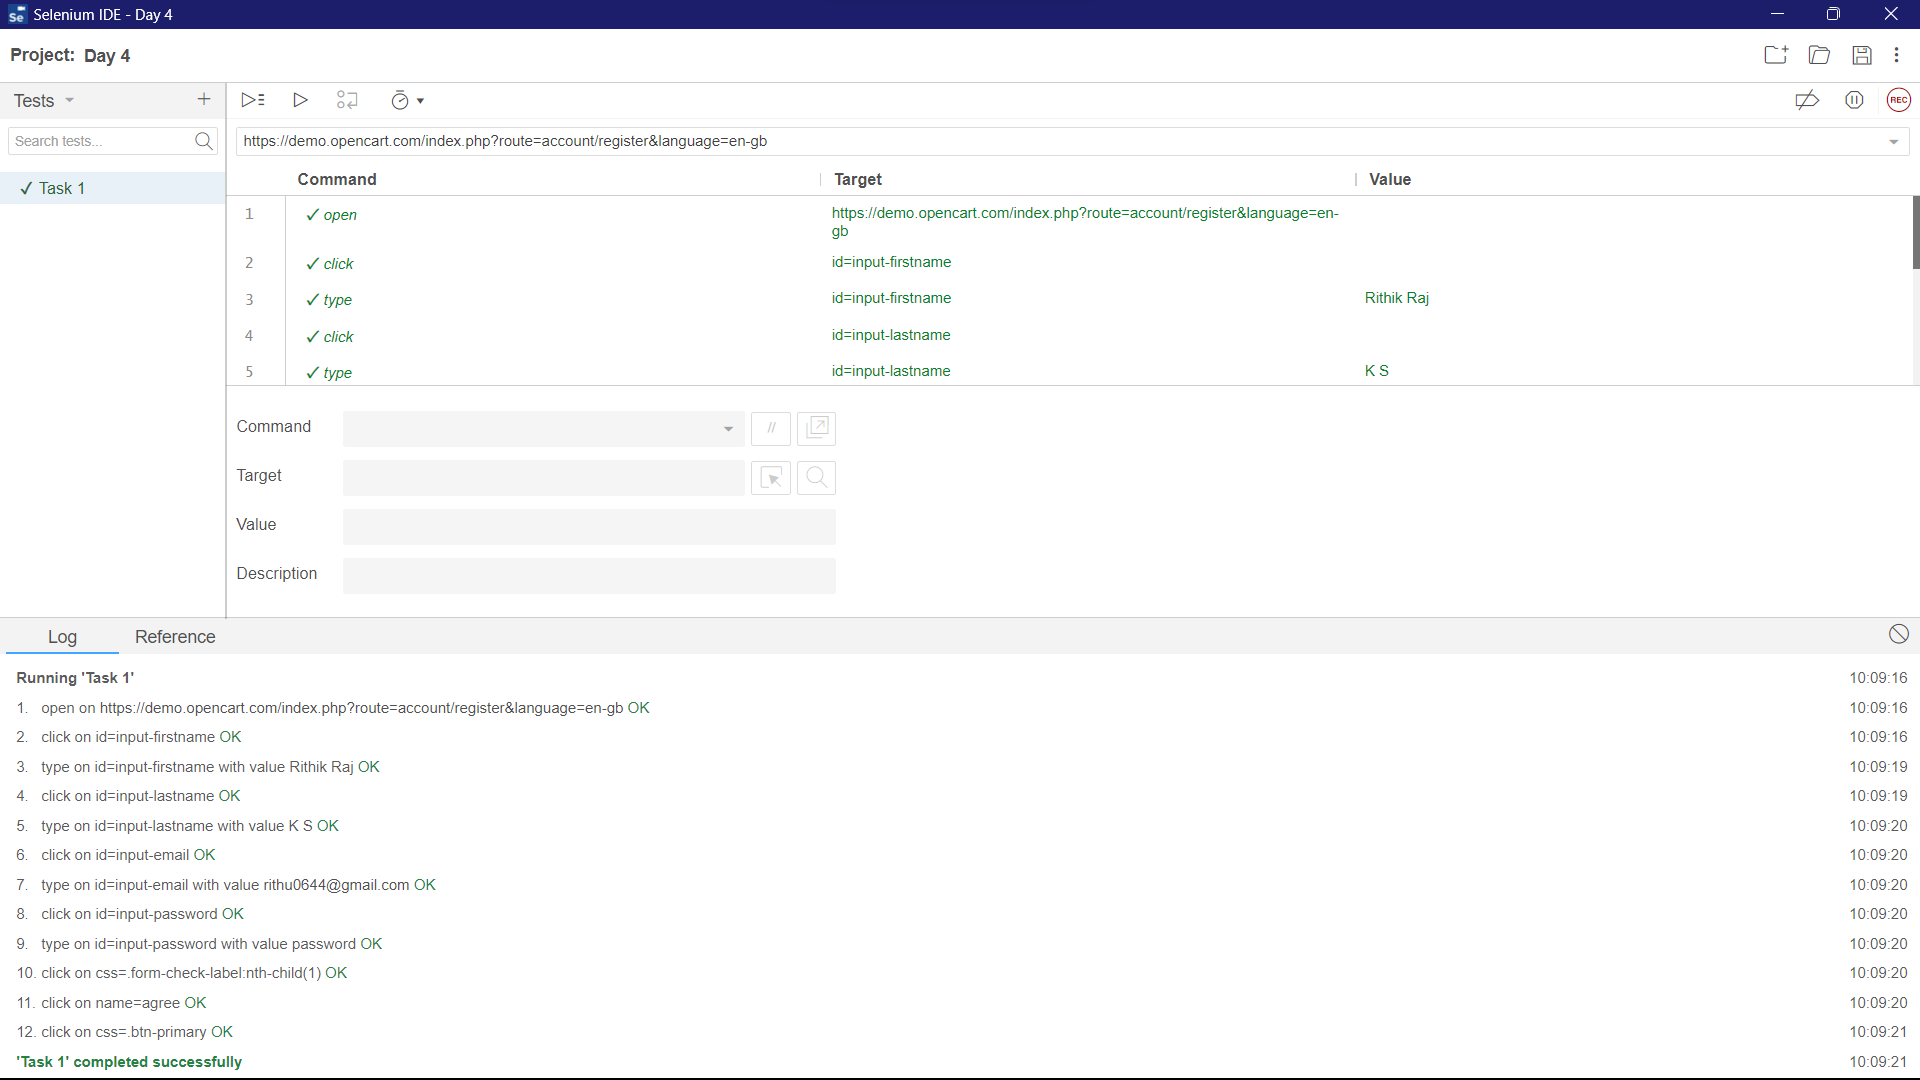 Se Selenium IDE - Day 4
Project: Day 4
Tests
Search tests...
✓ Task 1
REC
https://demo.opencart.com/index.php?route=account/register&language=en-gb
Command Target Value
1 ✓ open https://demo.opencart.com/index.php?route=account/register&language=en-
gb
2 ✓ click id=input-firstname
3 ✓ type id=input-firstname Rithik Raj
4 ✓ click id=input-lastname
5 ✓ type id=input-lastname K S
Command //
Target
Value
Description
Log Reference
Running 'Task 1' 10:09:16
1. open on https://demo.opencart.com/index.php?route=account/register&language=en-gb OK 10:09:16
2. click on id=input-firstname OK 10:09:16
3. type on id=input-firstname with value Rithik Raj OK 10:09:19
4. click on id=input-lastname OK 10:09:19
5. type on id=input-lastname with value K S OK 10:09:20
6. click on id=input-email OK 10:09:20
7. type on id=input-email with value rithu0644@gmail.com OK 10:09:20
8. click on id=input-password OK 10:09:20
9. type on id=input-password with value password OK 10:09:20
10. click on css=.form-check-label:nth-child(1) OK 10:09:20
11. click on name=agree OK 10:09:20
12. click on css=.btn-primary OK 10:09:21
'Task 1' completed successfully 10:09:21